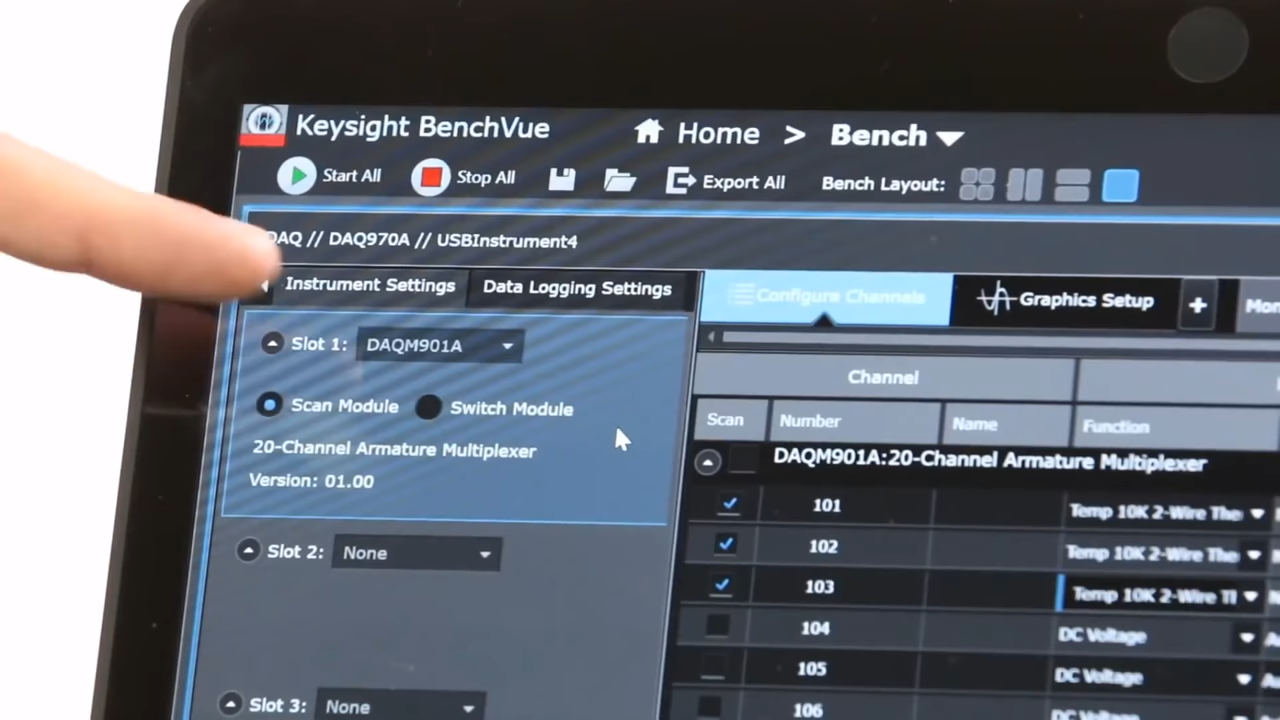 Keysight BenchVue Home > Bench
Start All Stop All Export All Bench Layout:
DAQ // DAQ970A // USBInstrument4
Instrument Settings Data Logging Settings Configure Channels Graphics Setup +
Slot 1: DAQM901A
Scan Module Switch Module
20-Channel Armature Multiplexer
Version: 01.00
Slot 2: None
Slot 3: None
Channel
Scan Number Name Function
DAQM901A:20-Channel Armature Multiplexer
101 Temp 10K 2-Wire The
102 Temp 10K 2-Wire The
103 Temp 10K 2-Wire Tl
104 DC Voltage
105 DC Voltage
106 DC Voltage